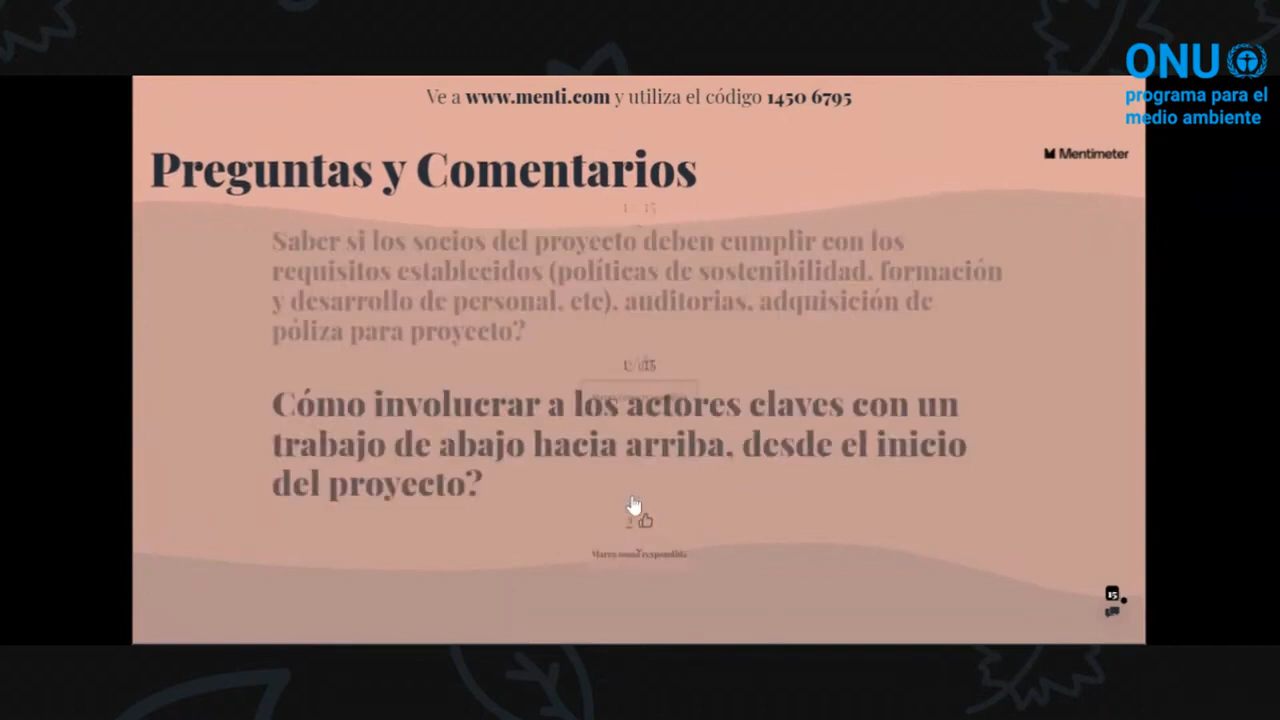 ONU
programa para el
medio ambiente
Ve a www.menti.com y utiliza el código 1450 6795
Preguntas y Comentarios
Mentimeter
1 / 15
Saber si los socios del proyecto deben cumplir con los
requisitos establecidos (políticas de sostenibilidad, formación
y desarrollo de personal, etc), auditorias, adquisición de
póliza para proyecto?
Cómo involucrar a los actores claves con un
trabajo de abajo hacia arriba, desde el inicio
del proyecto?
15